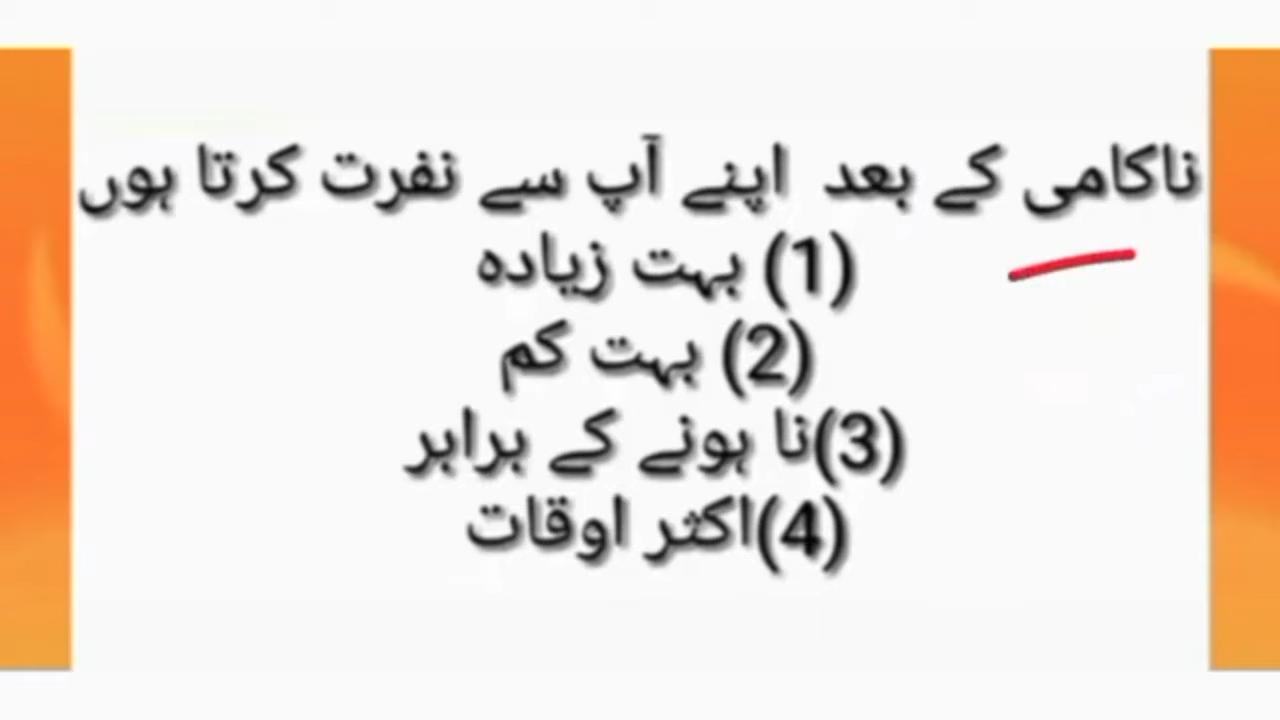 ناکامی کے بعد اپنے آپ سے نفرت کرتا ہوں
(1) بہت زیادہ
(2) بہت کم
(3)نا ہونے کے برابر
(4)اکثر اوقات